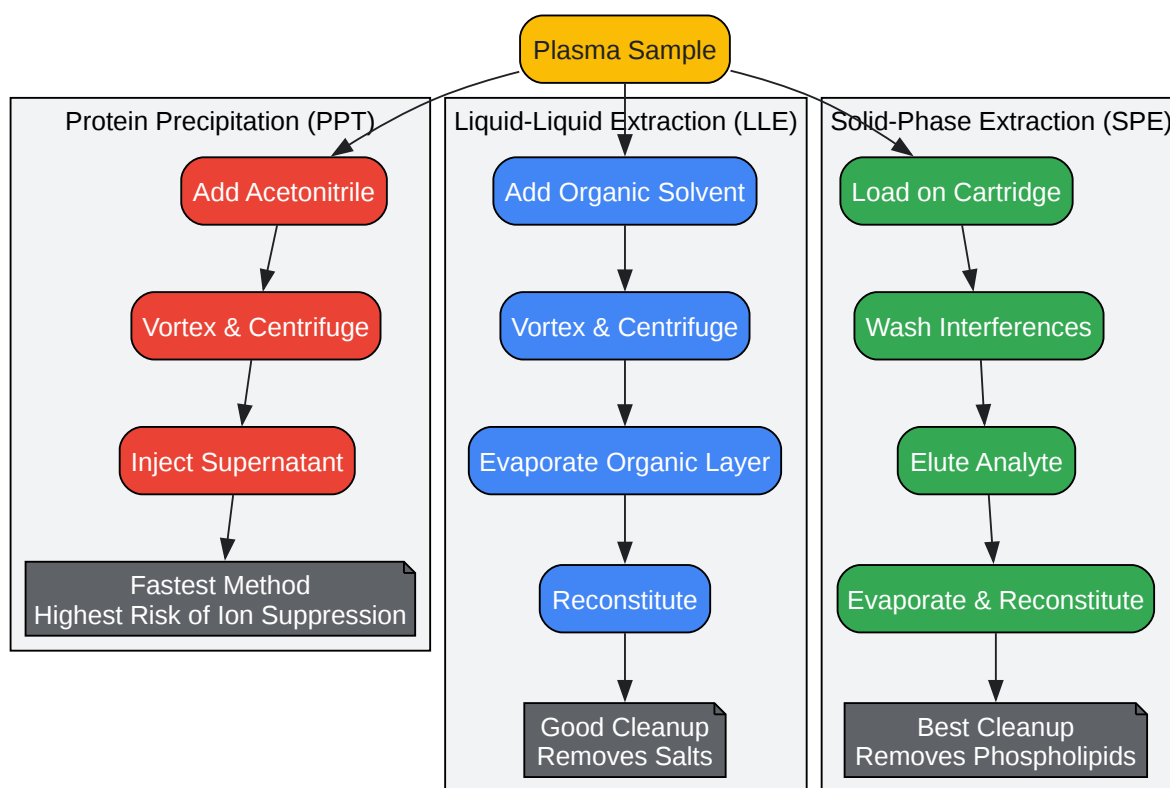 Plasma Sample
Protein Precipitation (PPT)
Add Acetonitrile
Vortex & Centrifuge
Inject Supernatant
Fastest Method
Highest Risk of Ion Suppression
Liquid-Liquid Extraction (LLE)
Add Organic Solvent
Vortex & Centrifuge
Evaporate Organic Layer
Reconstitute
Good Cleanup
Removes Salts
Solid-Phase Extraction (SPE)
Load on Cartridge
Wash Interferences
Elute Analyte
Evaporate & Reconstitute
Best Cleanup
Removes Phospholipids